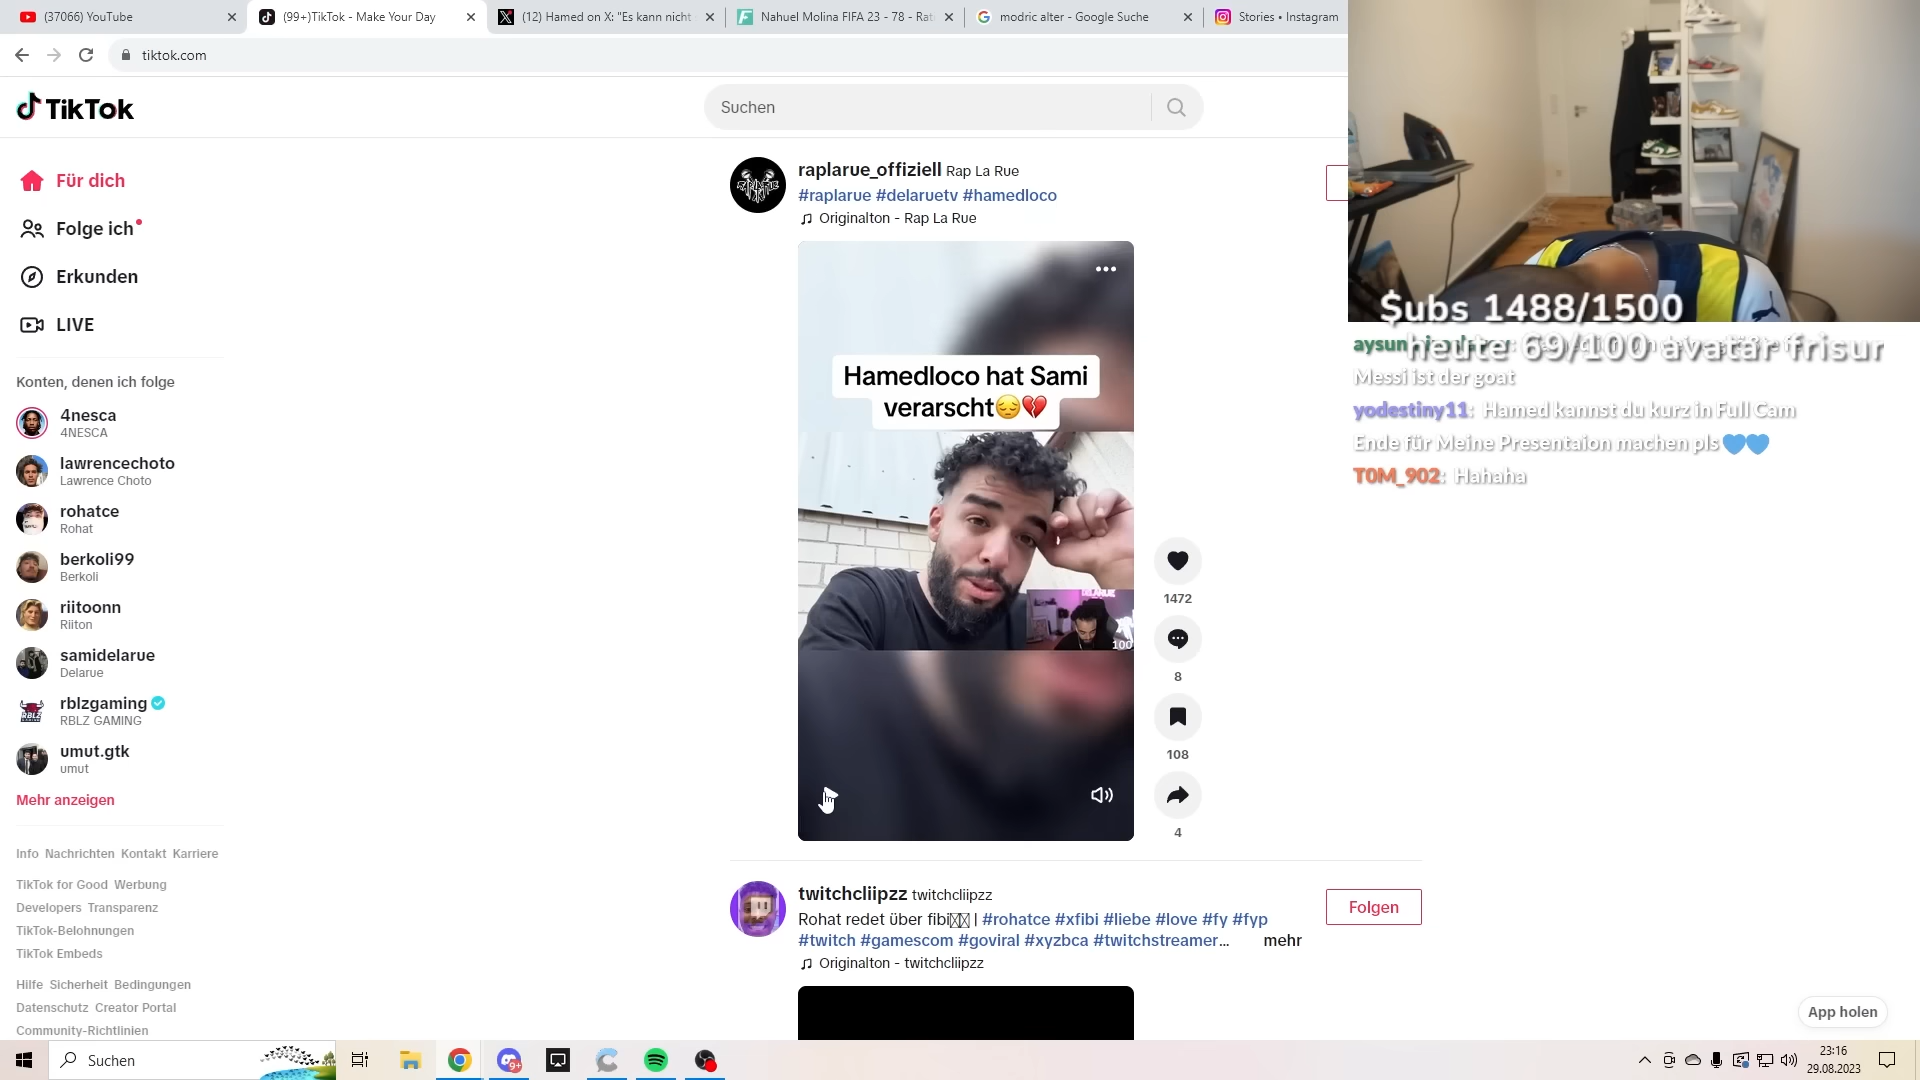 (37066) YouTube
(99+)TikTok - Make Your Day
(12) Hamed on X: "Es kann nicht
Nahuel Molina FIFA 23 - 78 - Rat
modric alter - Google Suche
Stories • Instagram
tiktok.com
TikTok
Suchen
Für dich
Folge ich
Erkunden
LIVE
Konten, denen ich folge
4nesca
4NESCA
lawrencechoto
Lawrence Choto
rohatce
Rohat
berkoli99
Berkoli
riitoonn
Riiton
samidelarue
Delarue
rblzgaming
RBLZ GAMING
umut.gtk
umut
Mehr anzeigen
Info Nachrichten Kontakt Karriere
TikTok for Good Werbung
Developers Transparenz
TikTok-Belohnungen
TikTok Embeds
Hilfe Sicherheit Bedingungen
Datenschutz Creator Portal
Community-Richtlinien
raplarue_offiziell Rap La Rue
#raplarue #delaruetv #hamedloco
Originalton - Rap La Rue
Hamedloco hat Sami
verarscht😔💔
100
1472
8
108
4
twitchcliipzz twitchcliipzz
Rohat redet über fibi | #rohatce #xfibi #liebe #love #fy #fyp
#twitch #gamescom #goviral #xyzbca #twitchstreamer... mehr
Originalton - twitchcliipzz
Folgen
$ubs 1488/1500
heute 69/100 avatar frisur
Messi ist der goat
yodestiny11: Hamed kannst du kurz in Full Cam
Ende für Meine Presentaion machen pls 💙💙
T0M_902: Hahaha
App holen
Suchen
23:16
29.08.2023